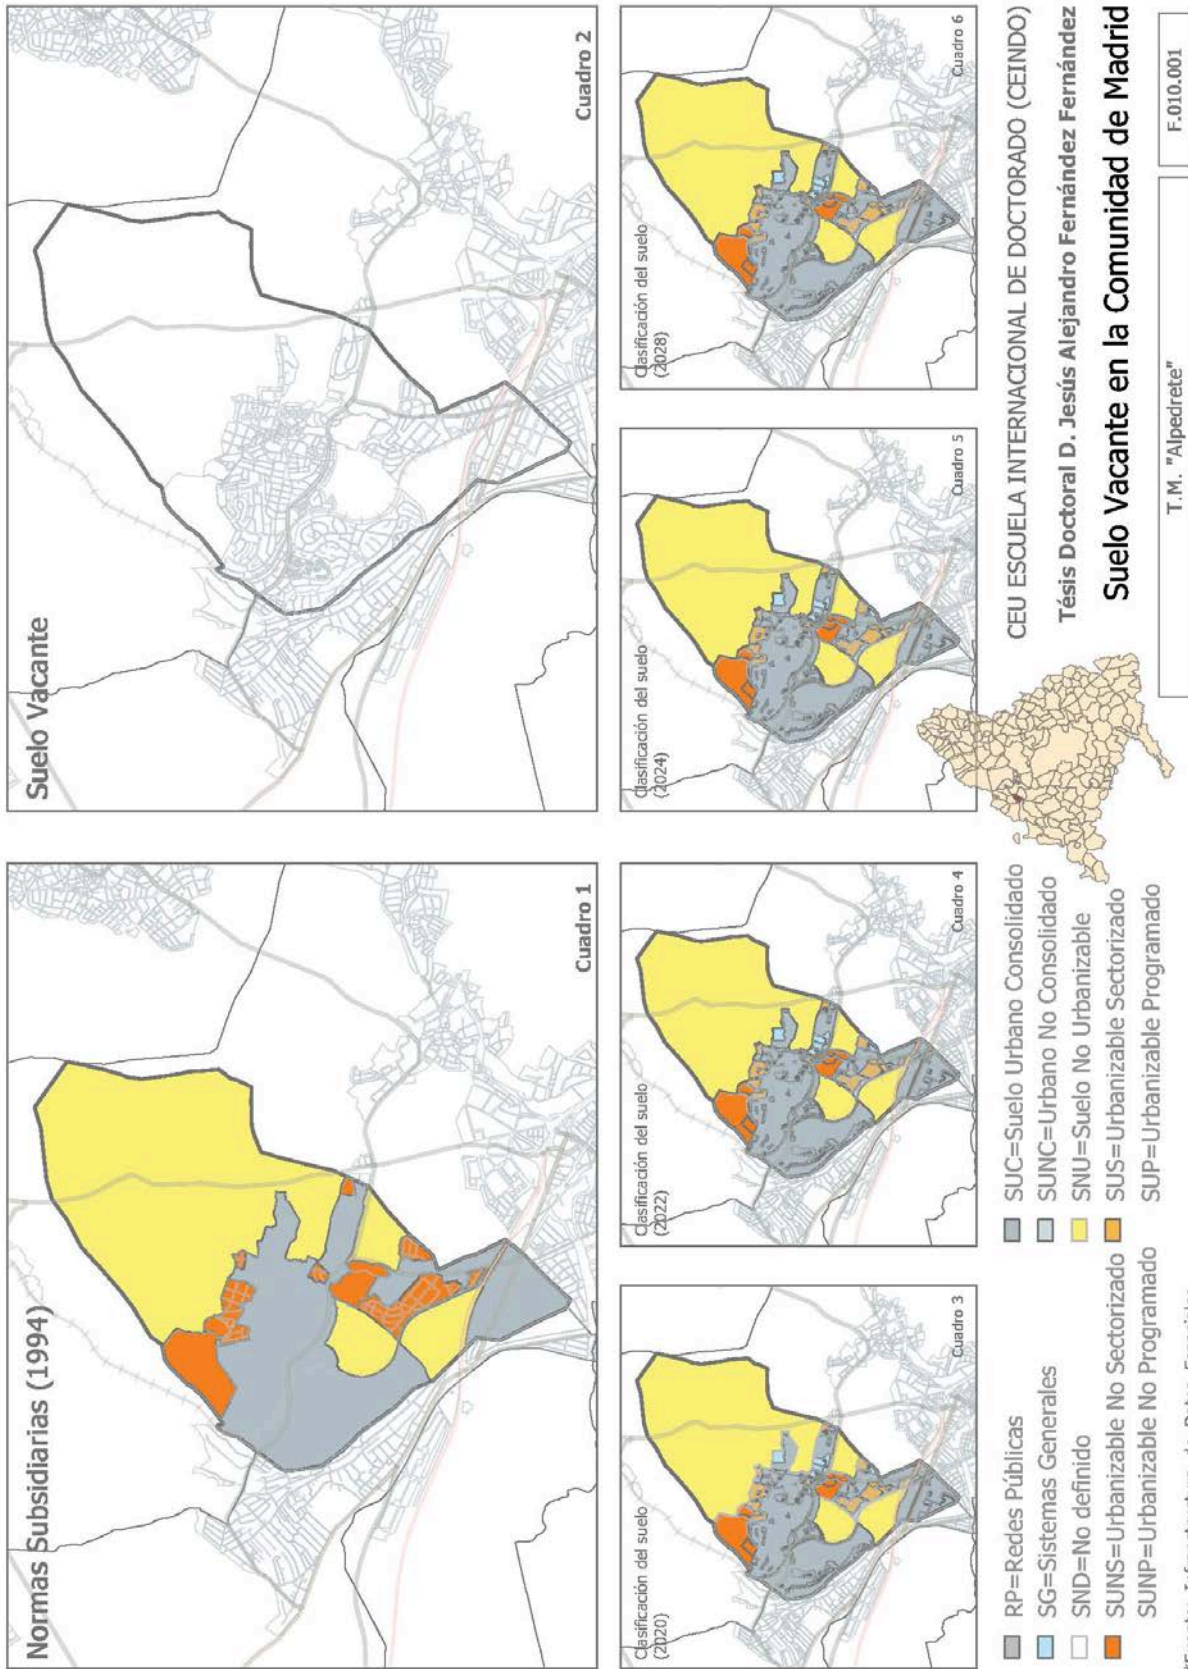 Normas Subsidiarias (1994)
Cuadro 1
Suelo Vacante
Cuadro 2
Clasificación del suelo
(2020)
Cuadro 3
Clasificación del suelo
(2022)
Cuadro 4
Clasificación del suelo
(2024)
Cuadro 5
Clasificación del suelo
(2028)
Cuadro 6
RP=Redes Públicas
SG=Sistemas Generales
SND=No definido
SUNS=Urbanizable No Sectorizado
SUNP=Urbanizable No Programado
SUC=Suelo Urbano Consolidado
SUNC=Urbano No Consolidado
SNU=Suelo No Urbanizable
SUS=Urbanizable Sectorizado
SUP=Urbanizable Programado
CEU ESCUELA INTERNACIONAL DE DOCTORADO (CEINDO)
Tésis Doctoral D. Jesús Alejandro Fernández Fernández
Suelo Vacante en la Comunidad de Madrid
T.M. "Alpedrete"
F.010.001